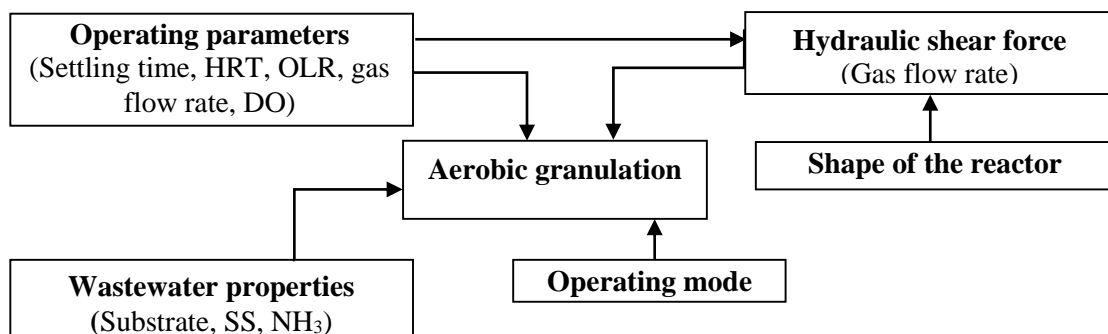 Operating parameters
(Settling time, HRT, OLR, gas
flow rate, DO)
Hydraulic shear force
(Gas flow rate)
Aerobic granulation
Shape of the reactor
Wastewater properties
(Substrate, SS, NH₃)
Operating mode